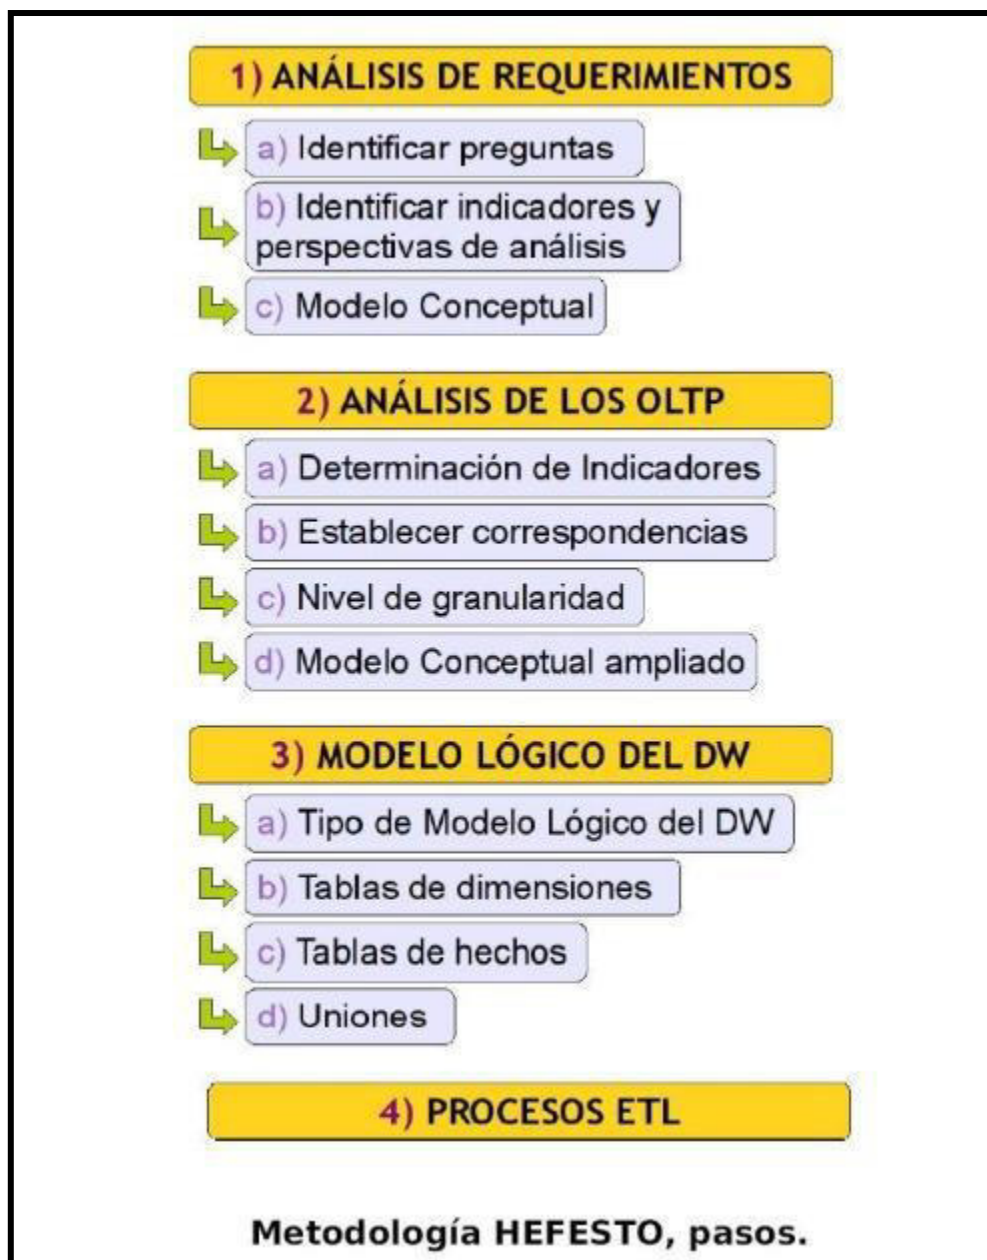 1) ANÁLISIS DE REQUERIMIENTOS
a) Identificar preguntas
b) Identificar indicadores y
perspectivas de análisis
c) Modelo Conceptual
2) ANÁLISIS DE LOS OLTP
a) Determinación de Indicadores
b) Establecer correspondencias
c) Nivel de granularidad
d) Modelo Conceptual ampliado
3) MODELO LÓGICO DEL DW
a) Tipo de Modelo Lógico del DW
b) Tablas de dimensiones
c) Tablas de hechos
d) Uniones
4) PROCESOS ETL
Metodología HEFESTO, pasos.